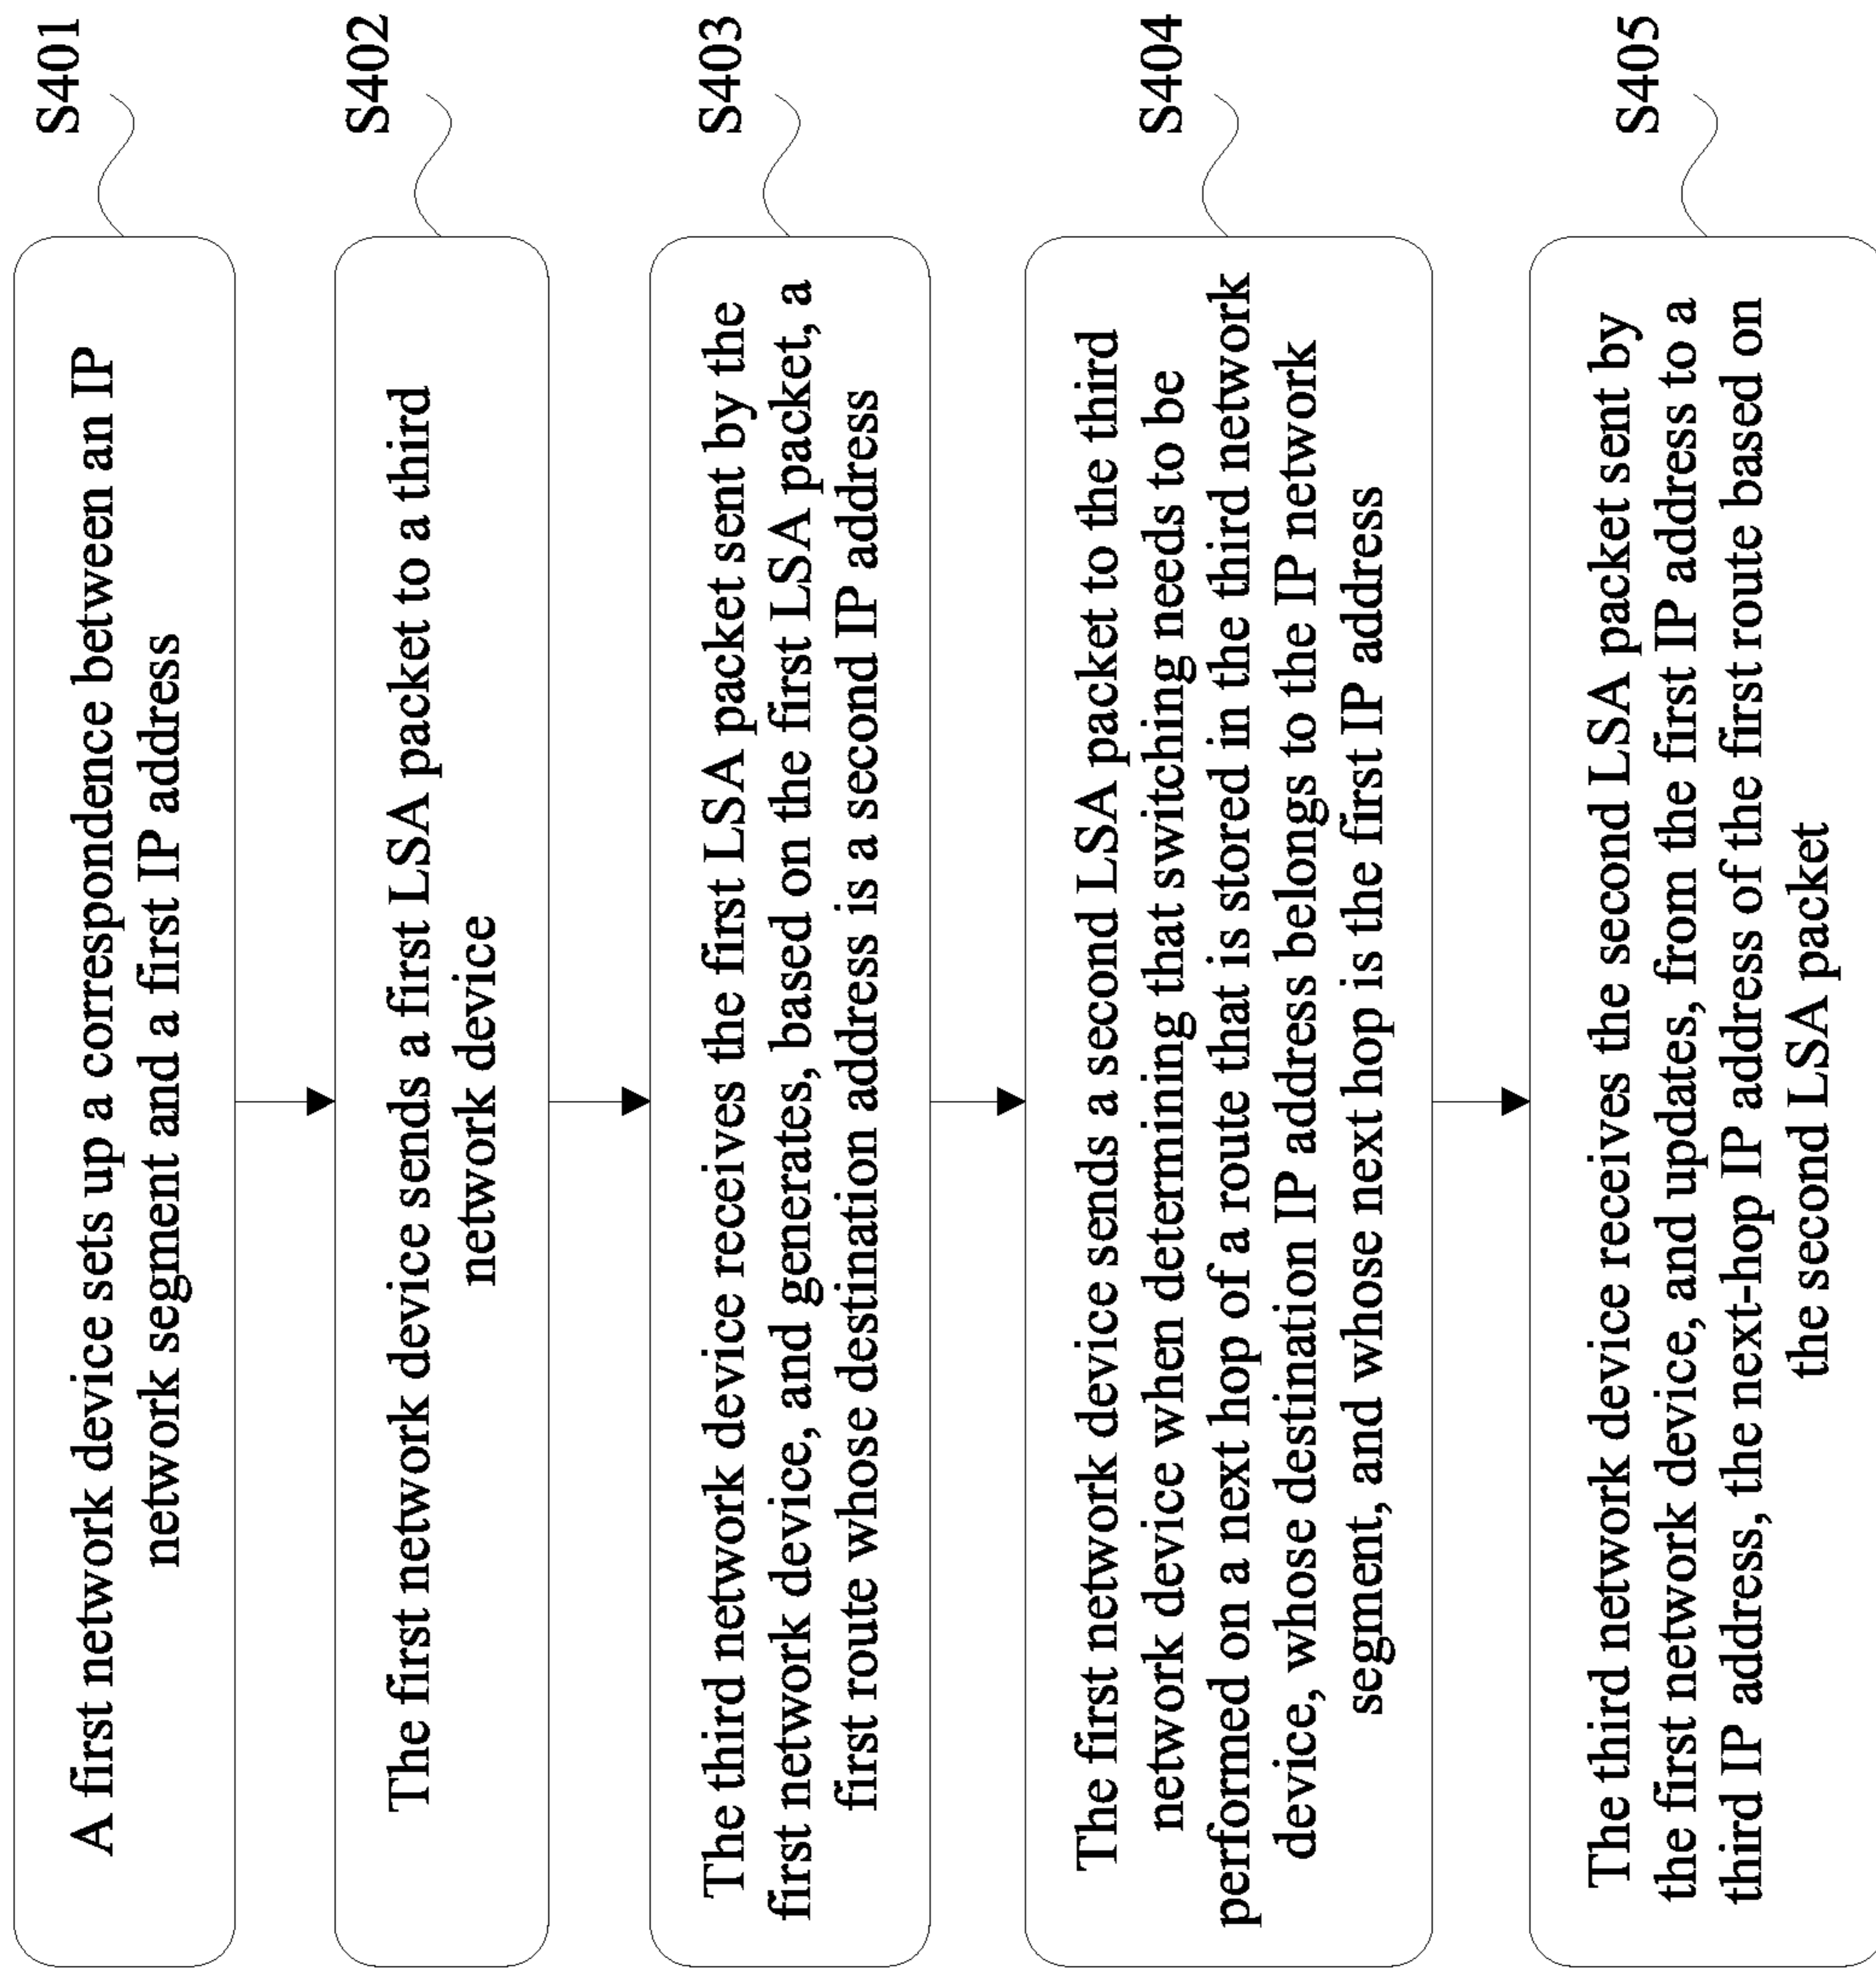 A first network device sets up a correspondence between an IP
network segment and a first IP address
S401
The first network device sends a first LSA packet to a third
network device
S402
The third network device receives the first LSA packet sent by the
first network device, and generates, based on the first LSA packet, a
first route whose destination address is a second IP address
S403
The first network device sends a second LSA packet to the third
network device when determining that switching needs to be
performed on a next hop of a route that is stored in the third network
device, whose destination IP address belongs to the IP network
segment, and whose next hop is the first IP address
S404
The third network device receives the second LSA packet sent by
the first network device, and updates, from the first IP address to a
third IP address, the next-hop IP address of the first route based on
the second LSA packet
S405